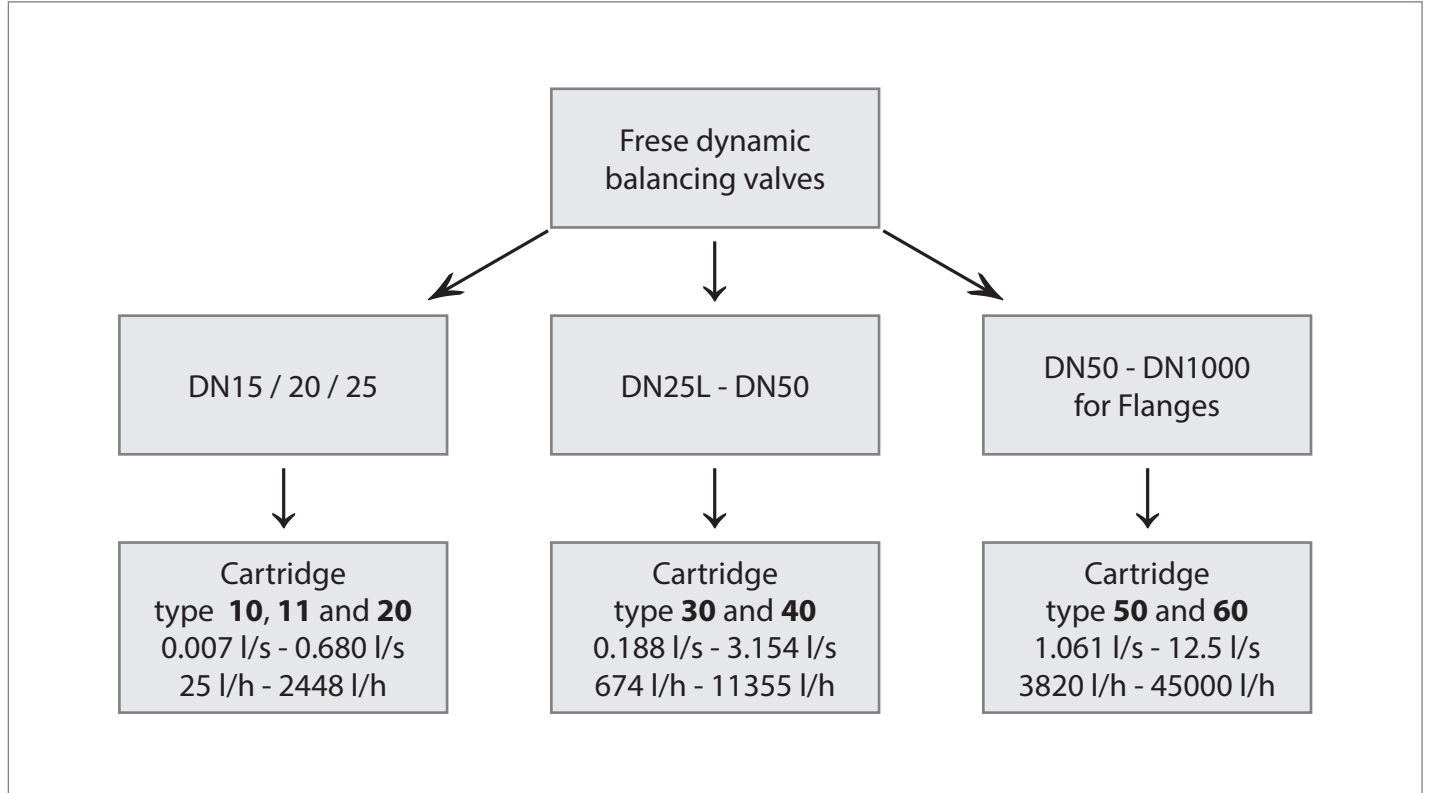 Frese dynamic
balancing valves
DN15 / 20 / 25
DN25L - DN50
DN50 - DN1000
for Flanges
Cartridge
type 10, 11 and 20
0.007 l/s - 0.680 l/s
25 l/h - 2448 l/h
Cartridge
type 30 and 40
0.188 l/s - 3.154 l/s
674 l/h - 11355 l/h
Cartridge
type 50 and 60
1.061 l/s - 12.5 l/s
3820 l/h - 45000 l/h